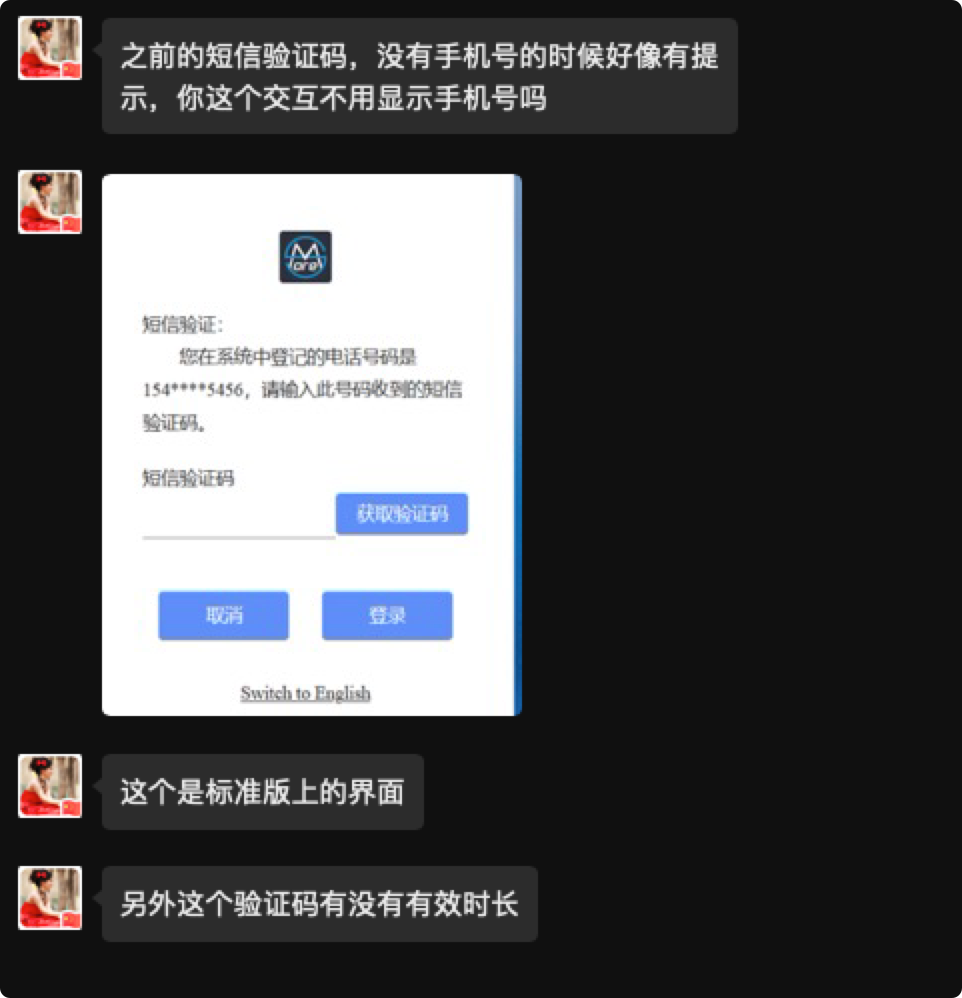 之前的短信验证码，没有手机号的时候好像有提
示，你这个交互不用显示手机号吗
M
orel
短信验证：
您在系统中登记的电话号码是
154****5456，请输入此号码收到的短信
验证码。
短信验证码
获取验证码
取消
登录
Switch to English
这个是标准版上的界面
另外这个验证码有没有有效时长